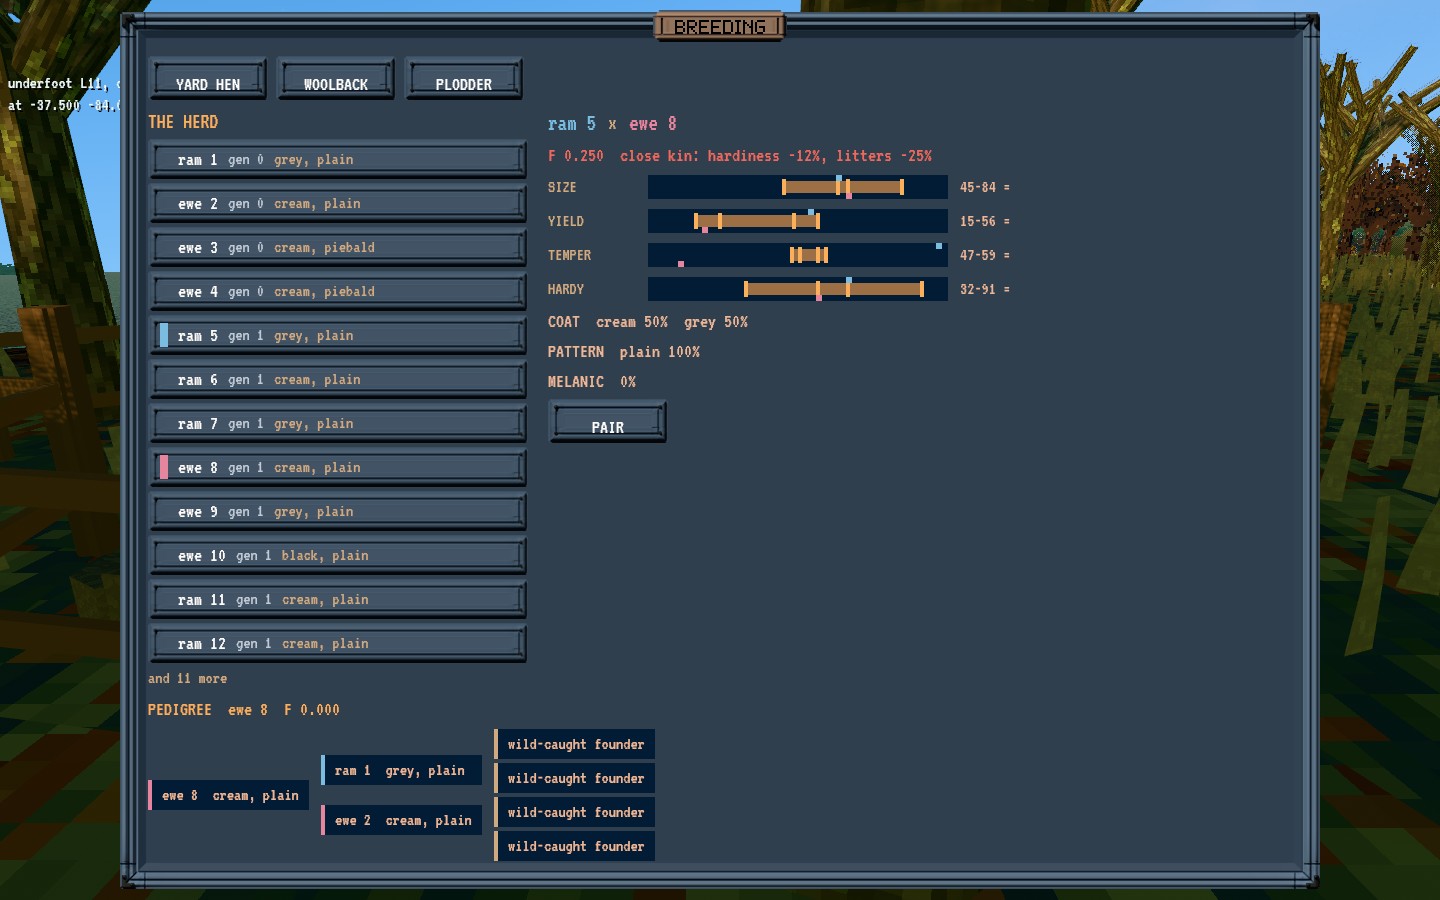 BREEDING
underfoot L11,
at -37.500 -84.
YARD HEN WOOLBACK PLODDER
THE HERD
ram 1 gen 0 grey, plain
ewe 2 gen 0 cream, plain
ewe 3 gen 0 cream, piebald
ewe 4 gen 0 cream, piebald
ram 5 gen 1 grey, plain
ram 6 gen 1 cream, plain
ram 7 gen 1 grey, plain
ewe 8 gen 1 cream, plain
ewe 9 gen 1 grey, plain
ewe 10 gen 1 black, plain
ram 11 gen 1 cream, plain
ram 12 gen 1 cream, plain
and 11 more
ram 5 x ewe 8
F 0.250 close kin: hardiness -12%, litters -25%
SIZE 45-84 =
YIELD 15-56 =
TEMPER 47-59 =
HARDY 32-91 =
COAT cream 50% grey 50%
PATTERN plain 100%
MELANIC 0%
PAIR
PEDIGREE ewe 8 F 0.000
ewe 8 cream, plain
ram 1 grey, plain
ewe 2 cream, plain
wild-caught founder
wild-caught founder
wild-caught founder
wild-caught founder